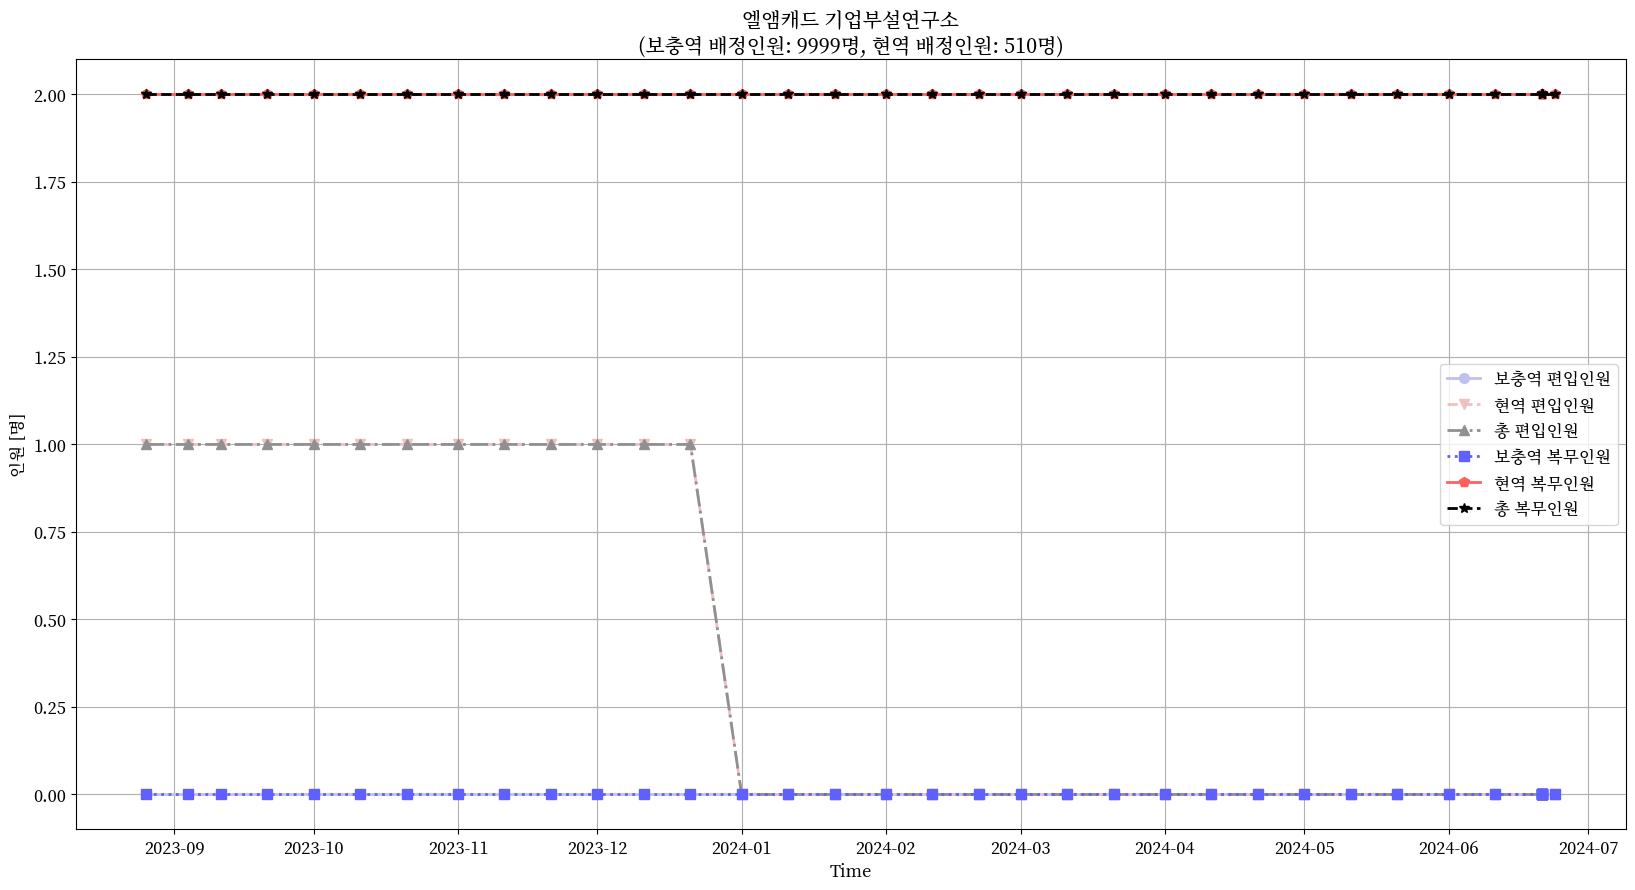 엘앰캐드 기업부설연구소
(보충역 배정인원: 9999명, 현역 배정인원: 510명)
2.00
1.75
1.50
1.25
1.00
0.75
0.50
0.25
0.00
인원 [명]
보충역 편입인원
현역 편입인원
총 편입인원
보충역 복무인원
현역 복무인원
총 복무인원
2023-09
2023-10
2023-11
2023-12
2024-01
2024-02
2024-03
2024-04
2024-05
2024-06
2024-07
Time